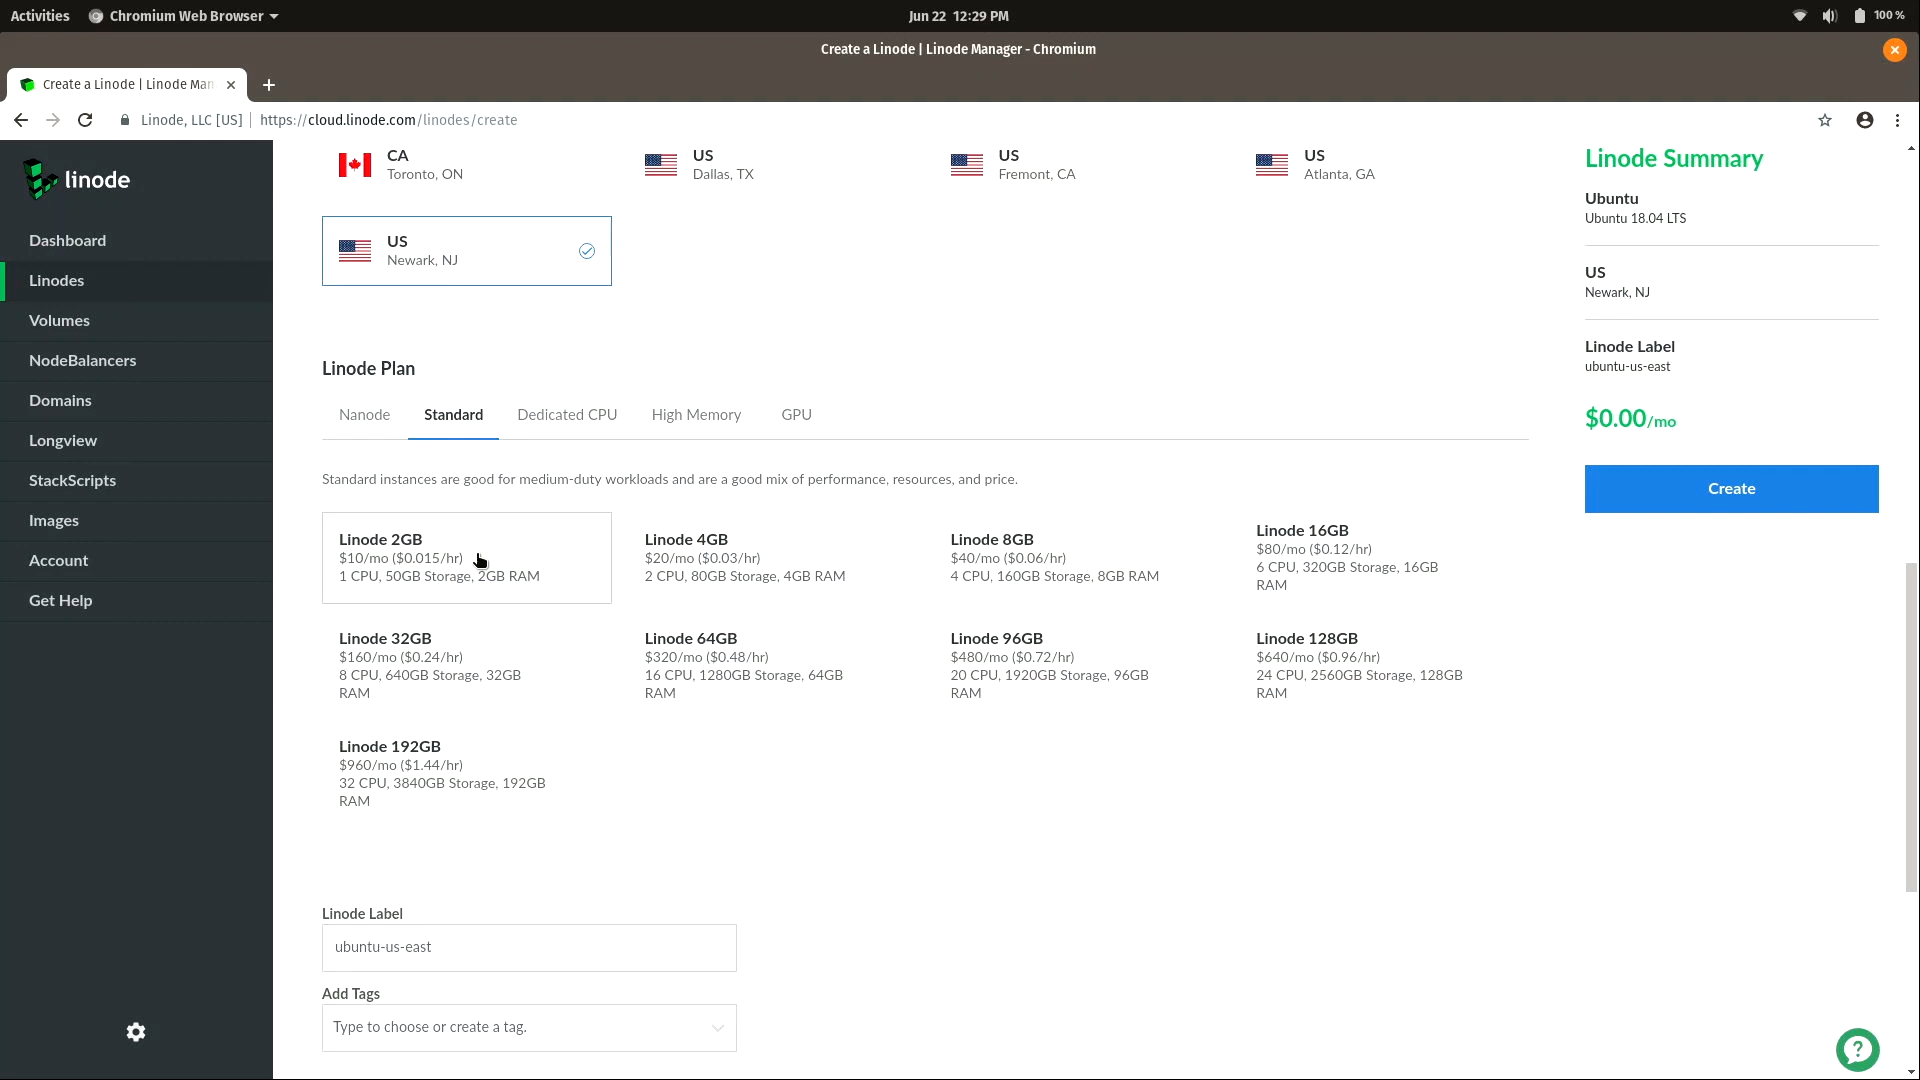 Activities
Chromium Web Browser
Jun 22 12:29 PM
100 %
Create a Linode | Linode Manager - Chromium
Create a Linode | Linode Man
Linode, LLC [US]
https://cloud.linode.com/linodes/create
linode
Dashboard
Linodes
Volumes
NodeBalancers
Domains
Longview
StackScripts
Images
Account
Get Help
CA
Toronto, ON
US
Dallas, TX
US
Fremont, CA
US
Atlanta, GA
US
Newark, NJ
Linode Plan
Nanode
Standard
Dedicated CPU
High Memory
GPU
Standard instances are good for medium-duty workloads and are a good mix of performance, resources, and price.
Linode 2GB
$10/mo ($0.015/hr)
1 CPU, 50GB Storage, 2GB RAM
Linode 4GB
$20/mo ($0.03/hr)
2 CPU, 80GB Storage, 4GB RAM
Linode 8GB
$40/mo ($0.06/hr)
4 CPU, 160GB Storage, 8GB RAM
Linode 16GB
$80/mo ($0.12/hr)
6 CPU, 320GB Storage, 16GB
RAM
Linode 32GB
$160/mo ($0.24/hr)
8 CPU, 640GB Storage, 32GB
RAM
Linode 64GB
$320/mo ($0.48/hr)
16 CPU, 1280GB Storage, 64GB
RAM
Linode 96GB
$480/mo ($0.72/hr)
20 CPU, 1920GB Storage, 96GB
RAM
Linode 128GB
$640/mo ($0.96/hr)
24 CPU, 2560GB Storage, 128GB
RAM
Linode 192GB
$960/mo ($1.44/hr)
32 CPU, 3840GB Storage, 192GB
RAM
Linode Label
ubuntu-us-east
Add Tags
Type to choose or create a tag.
Linode Summary
Ubuntu
Ubuntu 18.04 LTS
US
Newark, NJ
Linode Label
ubuntu-us-east
$0.00/mo
Create
?